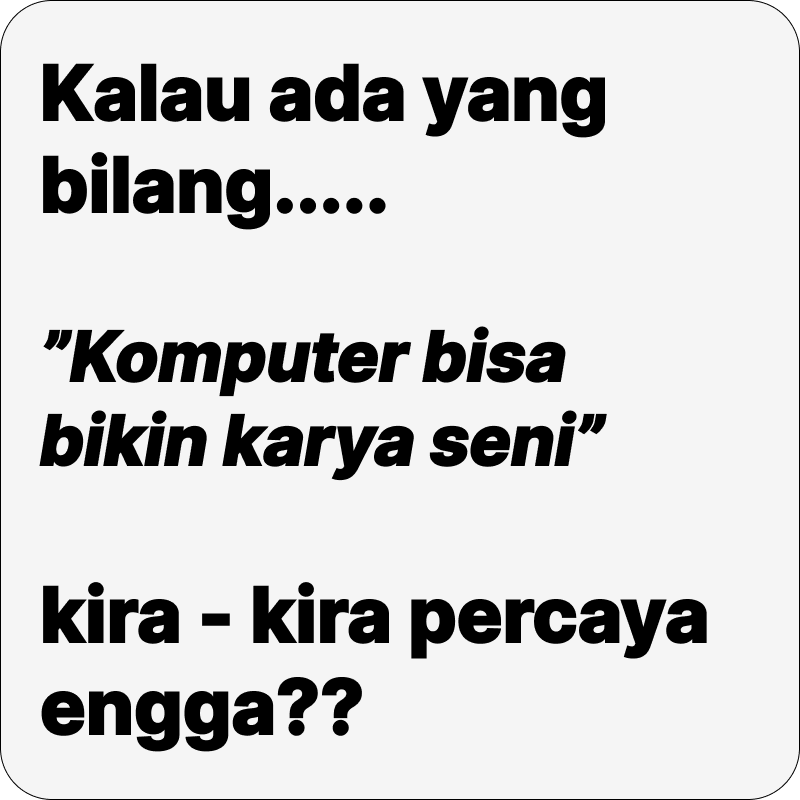 Kalau ada yang
bilang.....
”Komputer bisa
bikin karya seni”
kira - kira percaya
engga??